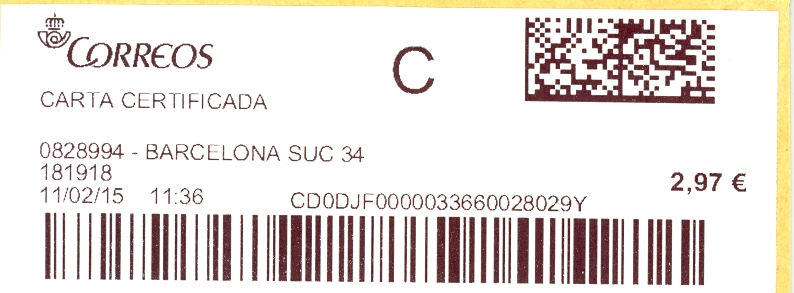 CORREOS
C
CARTA CERTIFICADA
0828994 - BARCELONA SUC 34
181918
2,97 €
11/02/15 11:36 CD0DJF0000033660028029Y